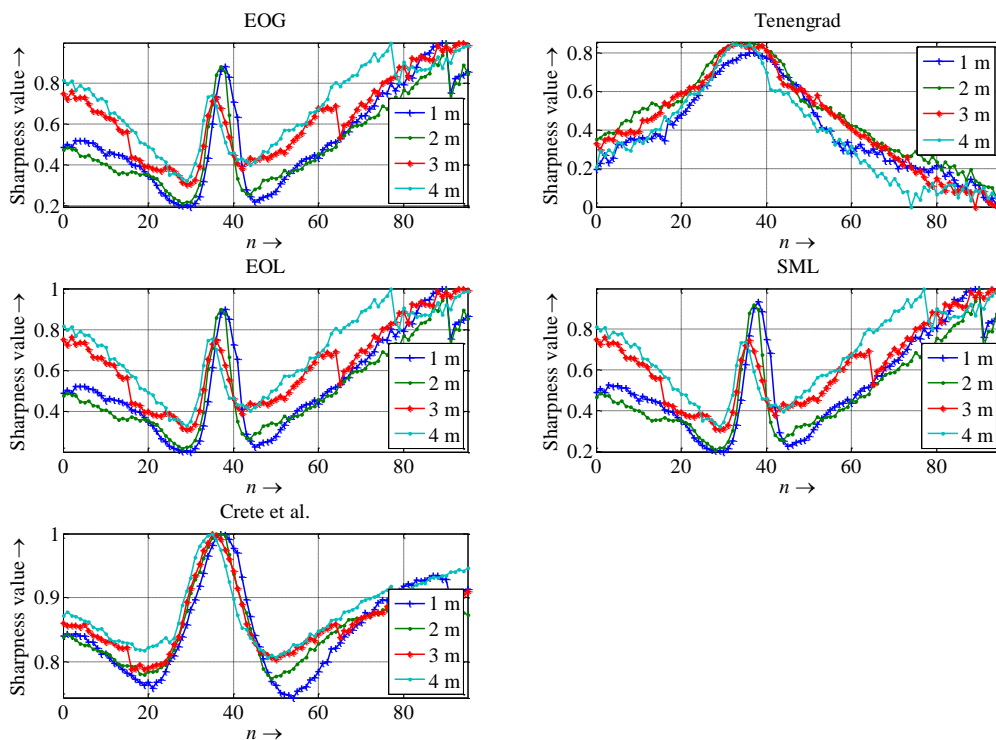 EOG
Sharpness value →
0.8
0.6
0.4
0.2
0 20 40 60 80
n →
1 m
2 m
3 m
4 m
Tenengrad
Sharpness value →
0.8
0.6
0.4
0.2
0
0 20 40 60 80
n →
1 m
2 m
3 m
4 m
EOL
Sharpness value →
1
0.8
0.6
0.4
0 20 40 60 80
n →
1 m
2 m
3 m
4 m
SML
Sharpness value →
1
0.8
0.6
0.4
0.2
0 20 40 60 80
n →
1 m
2 m
3 m
4 m
Crete et al.
Sharpness value →
1
0.9
0.8
0 20 40 60 80
n →
1 m
2 m
3 m
4 m